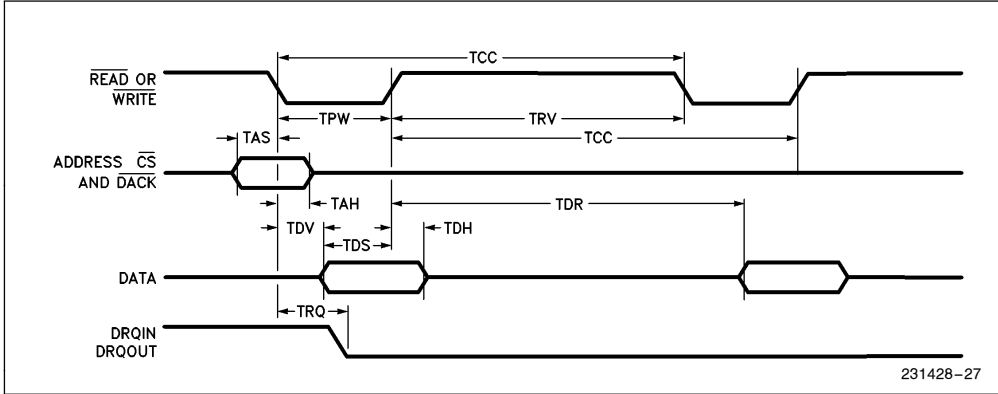 TCC
READ OR
WRITE
TPW
TRV
TAS
TCC
ADDRESS CS
AND DACK
TAH
TDR
TDV
TDH
TDS
DATA
TRQ
DRQIN
DRQOUT
231428-27